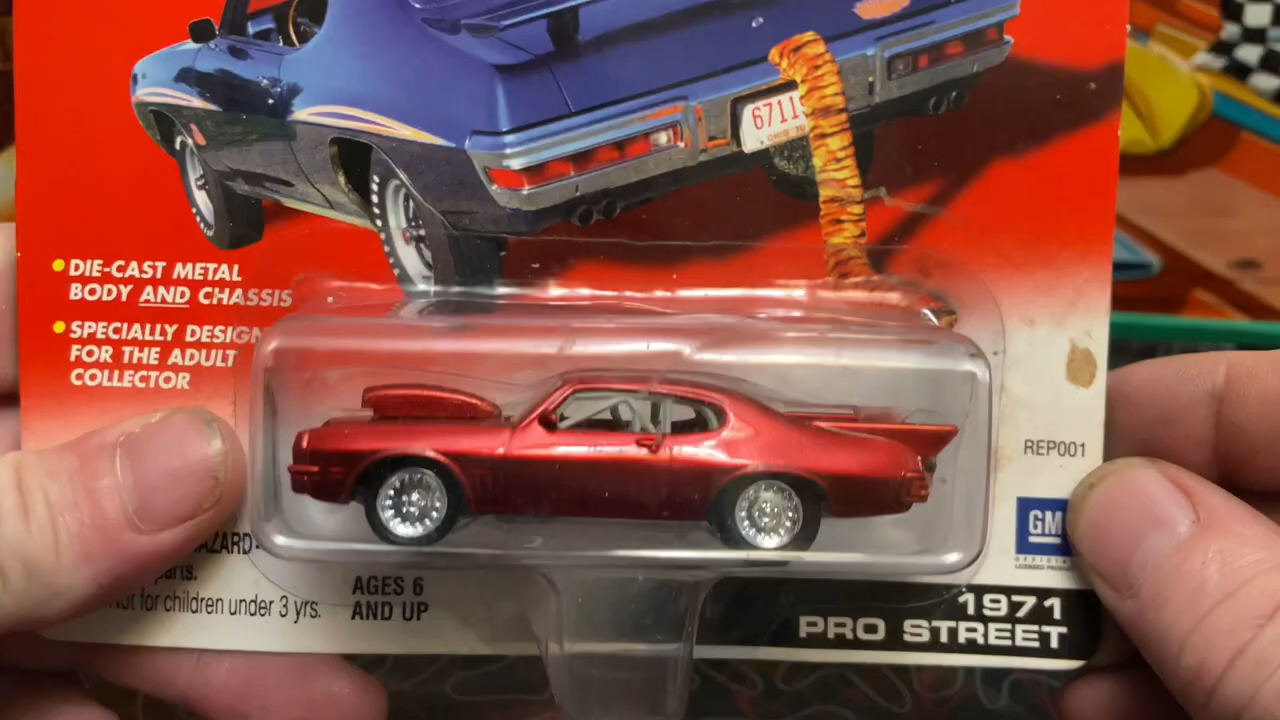 6711
OHIO
DIE-CAST METAL
BODY AND CHASSIS
SPECIALLY DESIGN
FOR THE ADULT
COLLECTOR
REP001
GM
AZARD-
parts.
Not for children under 3 yrs.
AGES 6
AND UP
1971
PRO STREET